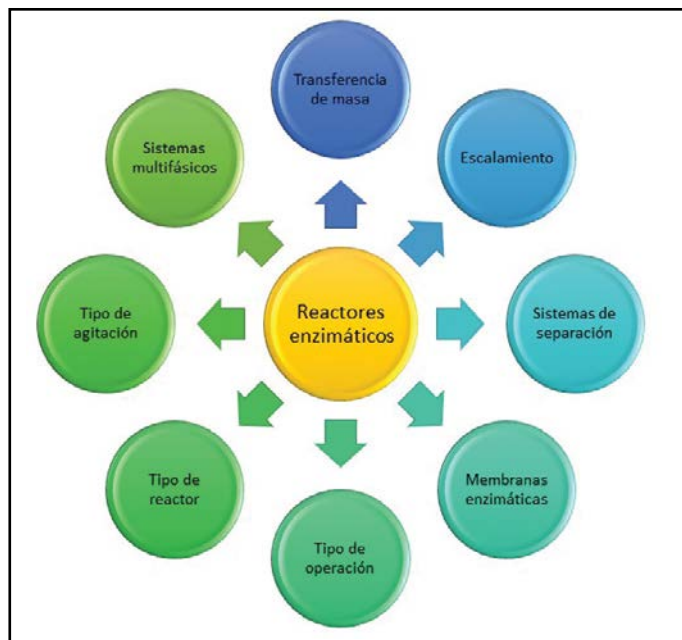 Transferencia
de masa
Escalamiento
Sistemas de
separación
Membranas
enzimáticas
Tipo de
operación
Tipo de
reactor
Tipo de
agitación
Sistemas
multifásicos
Reactores
enzimáticos